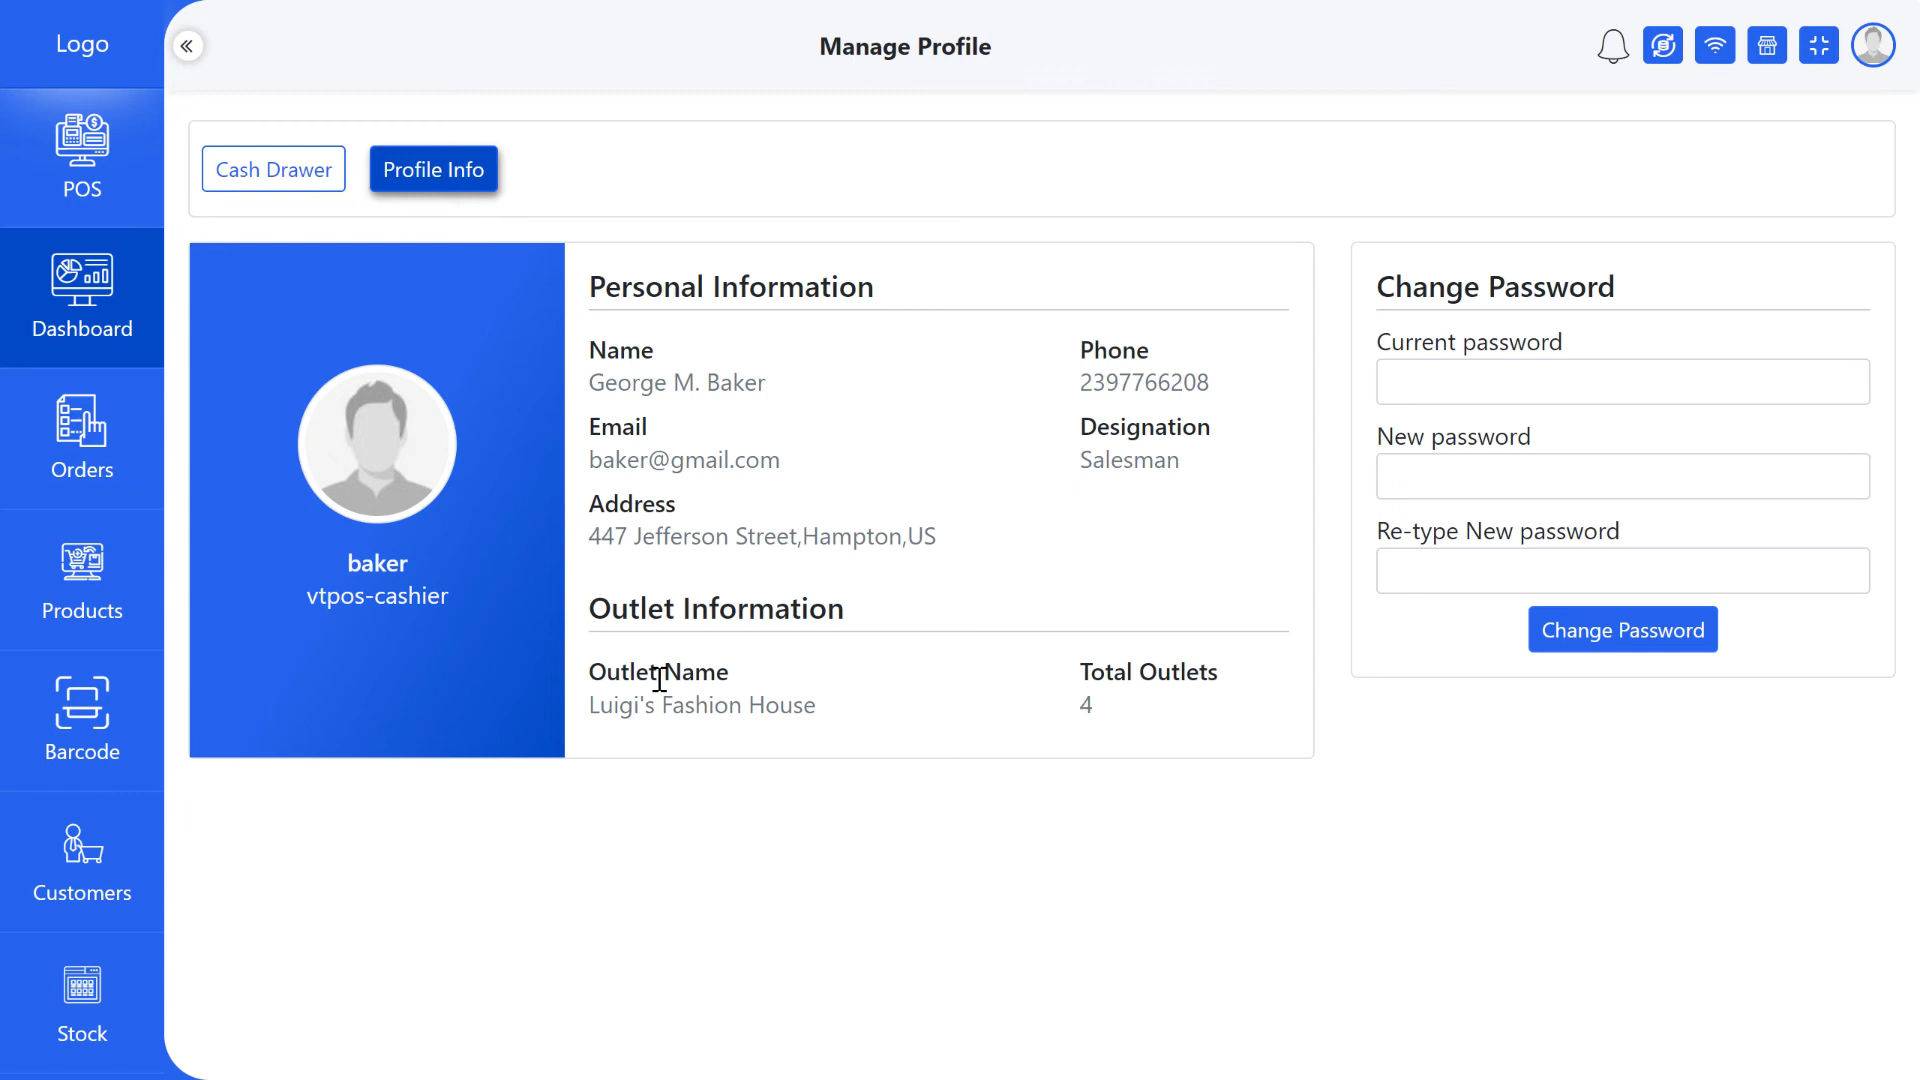 Logo
Manage Profile
POS
Dashboard
Orders
Products
Barcode
Customers
Stock
Cash Drawer
Profile Info
baker
vtpos-cashier
Personal Information
Name
George M. Baker
Phone
2397766208
Email
baker@gmail.com
Designation
Salesman
Address
447 Jefferson Street,Hampton,US
Outlet Information
Outlet Name
Luigi's Fashion House
Total Outlets
4
Change Password
Current password
New password
Re-type New password
Change Password